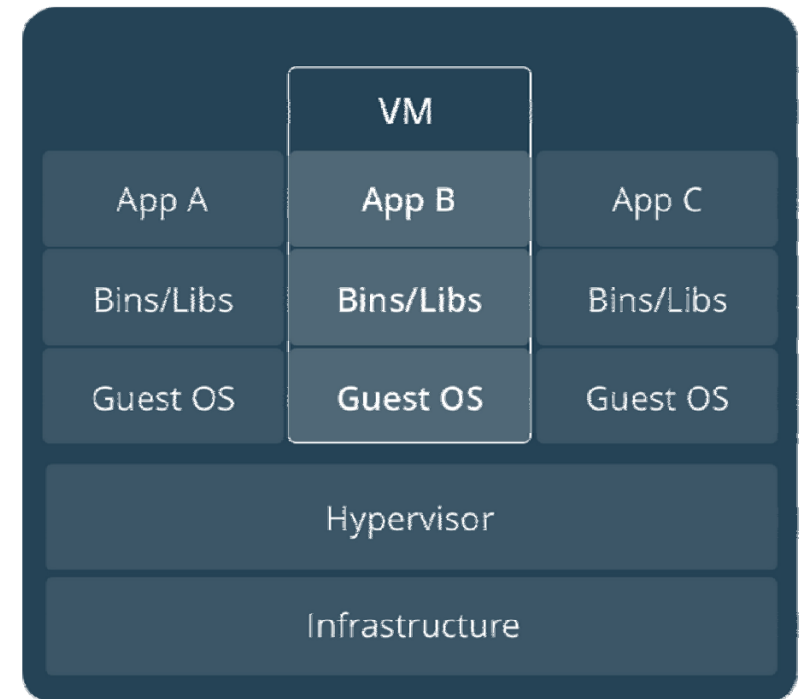 VM
App A
App B
App C
Bins/Libs
Bins/Libs
Bins/Libs
Guest OS
Guest OS
Guest OS
Hypervisor
Infrastructure